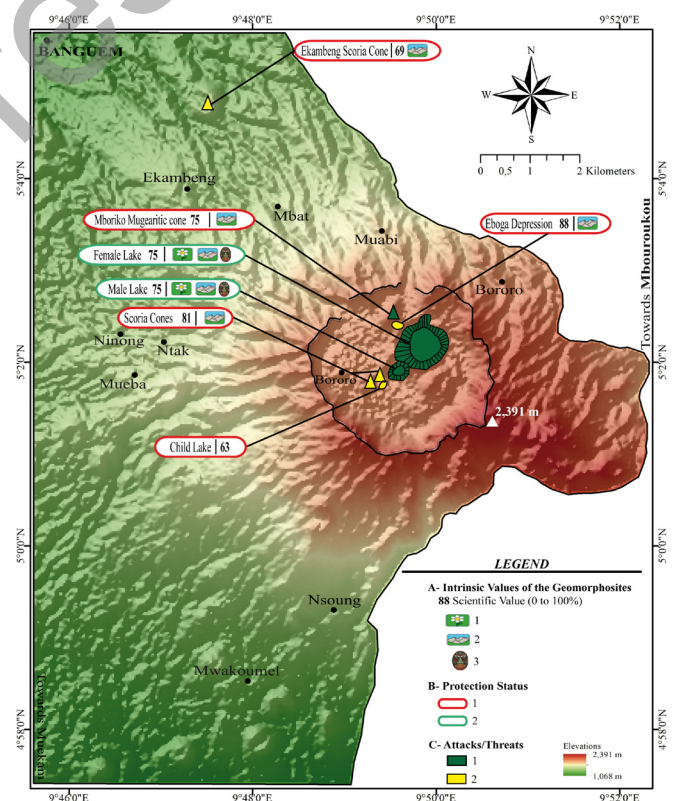 9°46'0"E 9°48'0"E 9°50'0"E 9°52'0"E
BANGUEM
Ekambeng Scoria Cone 69
N
W E
S
0 0,5 1 2 Kilometers
5°4'0"N 5°4'0"N
Ekambeng
Mbat
Mboriko Mugearitic cone 75
Eboga Depression 88
Muabi
Female Lake 75
Bororo
Male Lake 75
Towards Mbouroukou
Scoria Cones 81
Ninong
Ntak
5°2'0"N 5°2'0"N
Mueba
Bororo
2,391 m
Child Lake 63
5°0'0"N 5°0'0"N
LEGEND
A- Intrinsic Values of the Geomorphosites
88 Scientific Value (0 to 100%)
1
2
3
Nsoung
Mwakoumel
B- Protection Status
1
2
4°58'0"N 4°58'0"N
C- Attacks/Threats
1
2
Elevations
2,391 m
1,068 m
9°46'0"E 9°48'0"E 9°50'0"E 9°52'0"E